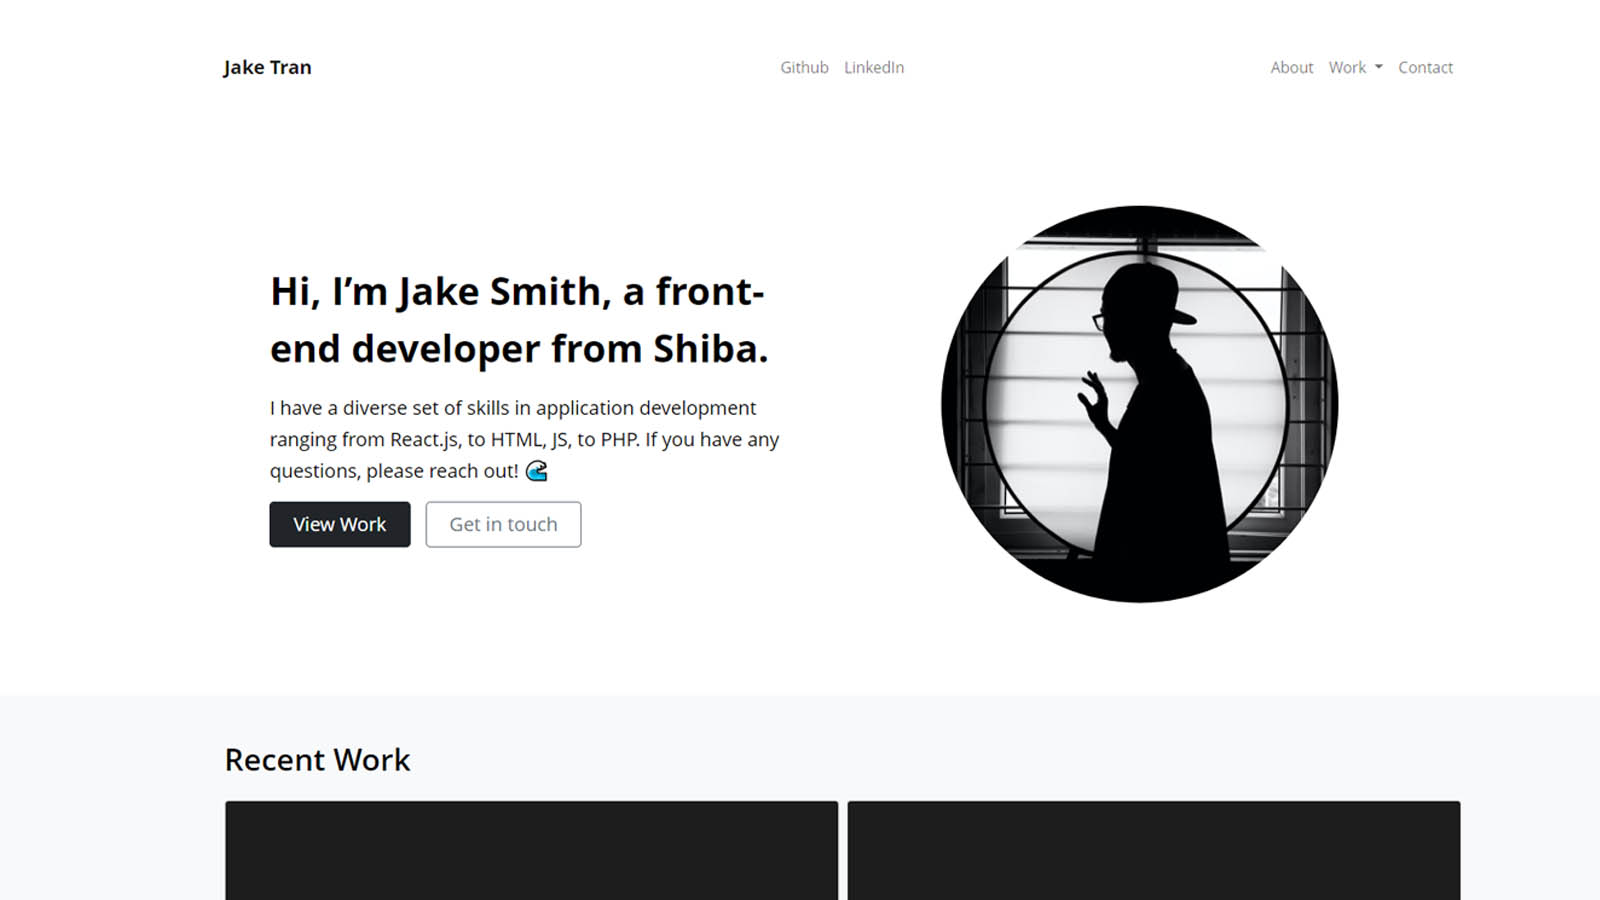 Jake Tran
Github LinkedIn
About Work Contact
Hi, I’m Jake Smith, a front-
end developer from Shiba.
I have a diverse set of skills in application development
ranging from React.js, to HTML, JS, to PHP. If you have any
questions, please reach out! 🌊
View Work
Get in touch
Recent Work